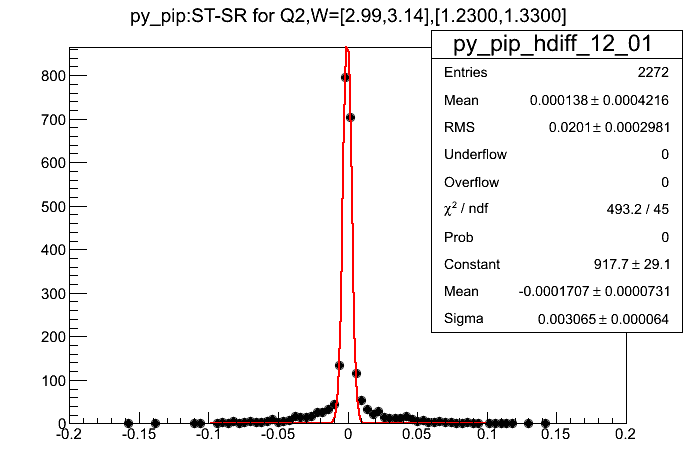 py_pip:ST-SR for Q2,W=[2.99,3.14],[1.2300,1.3300]
py_pip_hdiff_12_01
Entries 2272
Mean 0.000138 ± 0.0004216
RMS 0.0201 ± 0.0002981
Underflow 0
Overflow 0
χ² / ndf 493.2 / 45
Prob 0
Constant 917.7 ± 29.1
Mean -0.0001707 ± 0.0000731
Sigma 0.003065 ± 0.000064
800
700
600
500
400
300
200
100
0
-0.2 -0.15 -0.1 -0.05 0 0.05 0.1 0.15 0.2